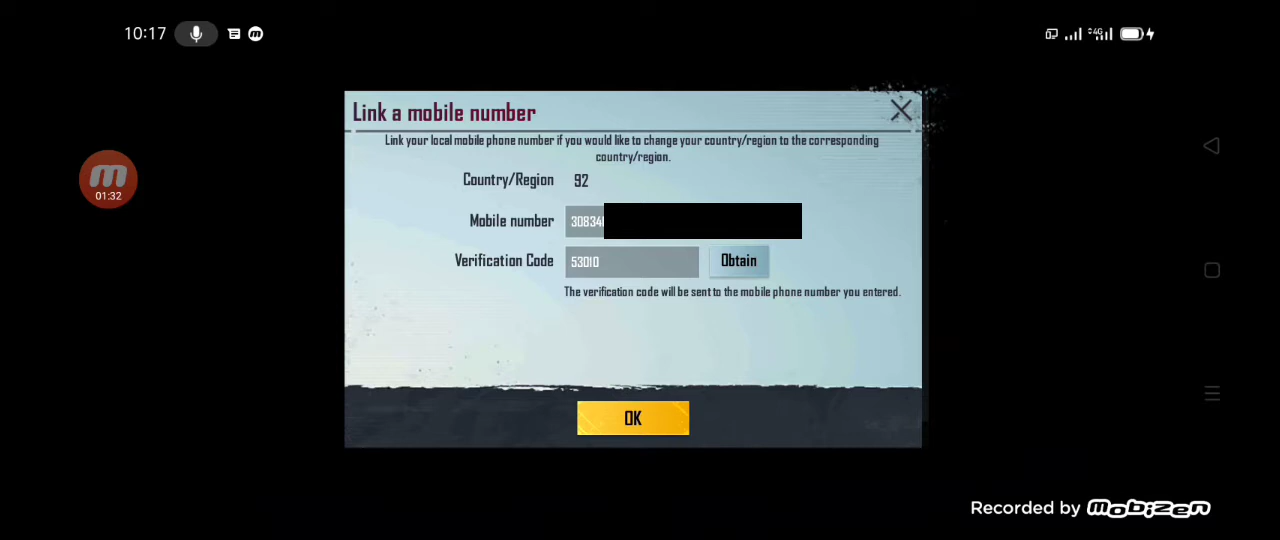 10:17
01:32
4G
Link a mobile number
Link your local mobile phone number if you would like to change your country/region to the corresponding
country/region.
Country/Region 92
Mobile number 30834
Verification Code 53010 Obtain
The verification code will be sent to the mobile phone number you entered.
OK
Recorded by mobizen